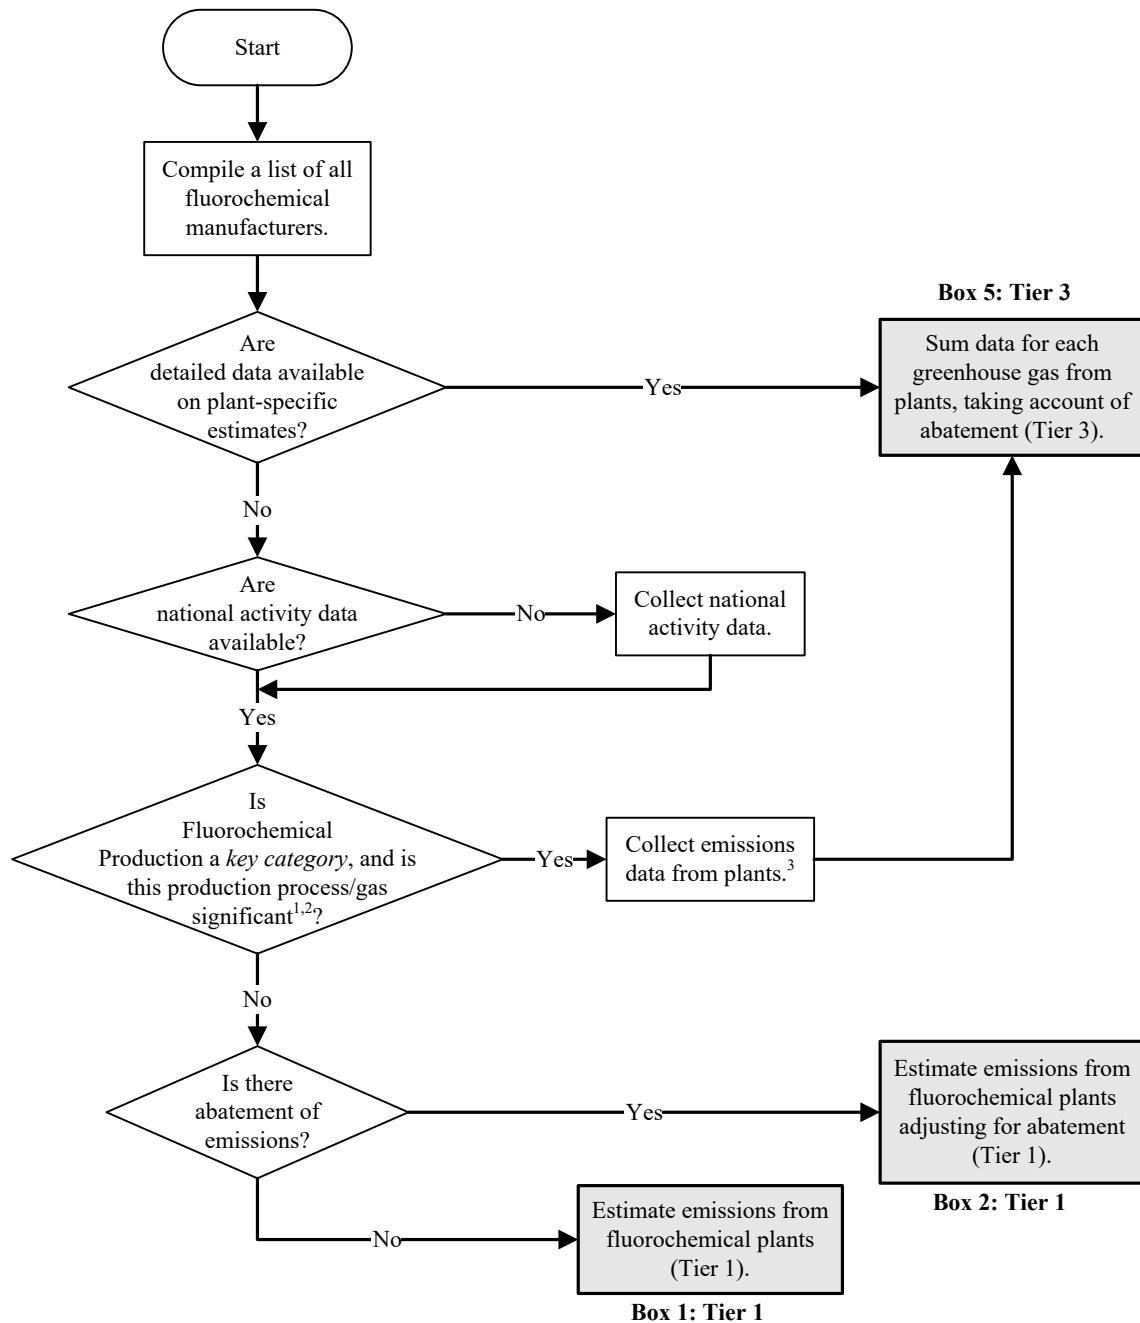 Start
Compile a list of all
fluorochemical
manufacturers.
Box 5: Tier 3
Are
detailed data available
on plant-specific
estimates?
Yes
Sum data for each
greenhouse gas from
plants, taking account of
abatement (Tier 3).
No
Are
national activity data
available?
No
Collect national
activity data.
Yes
Is
Fluorochemical
Production a key category, and is
this production process/gas
significant1,2?
Yes
Collect emissions
data from plants.3
No
Is there
abatement of
emissions?
Yes
Estimate emissions from
fluorochemical plants
adjusting for abatement
(Tier 1).
Box 2: Tier 1
No
Estimate emissions from
fluorochemical plants
(Tier 1).
Box 1: Tier 1